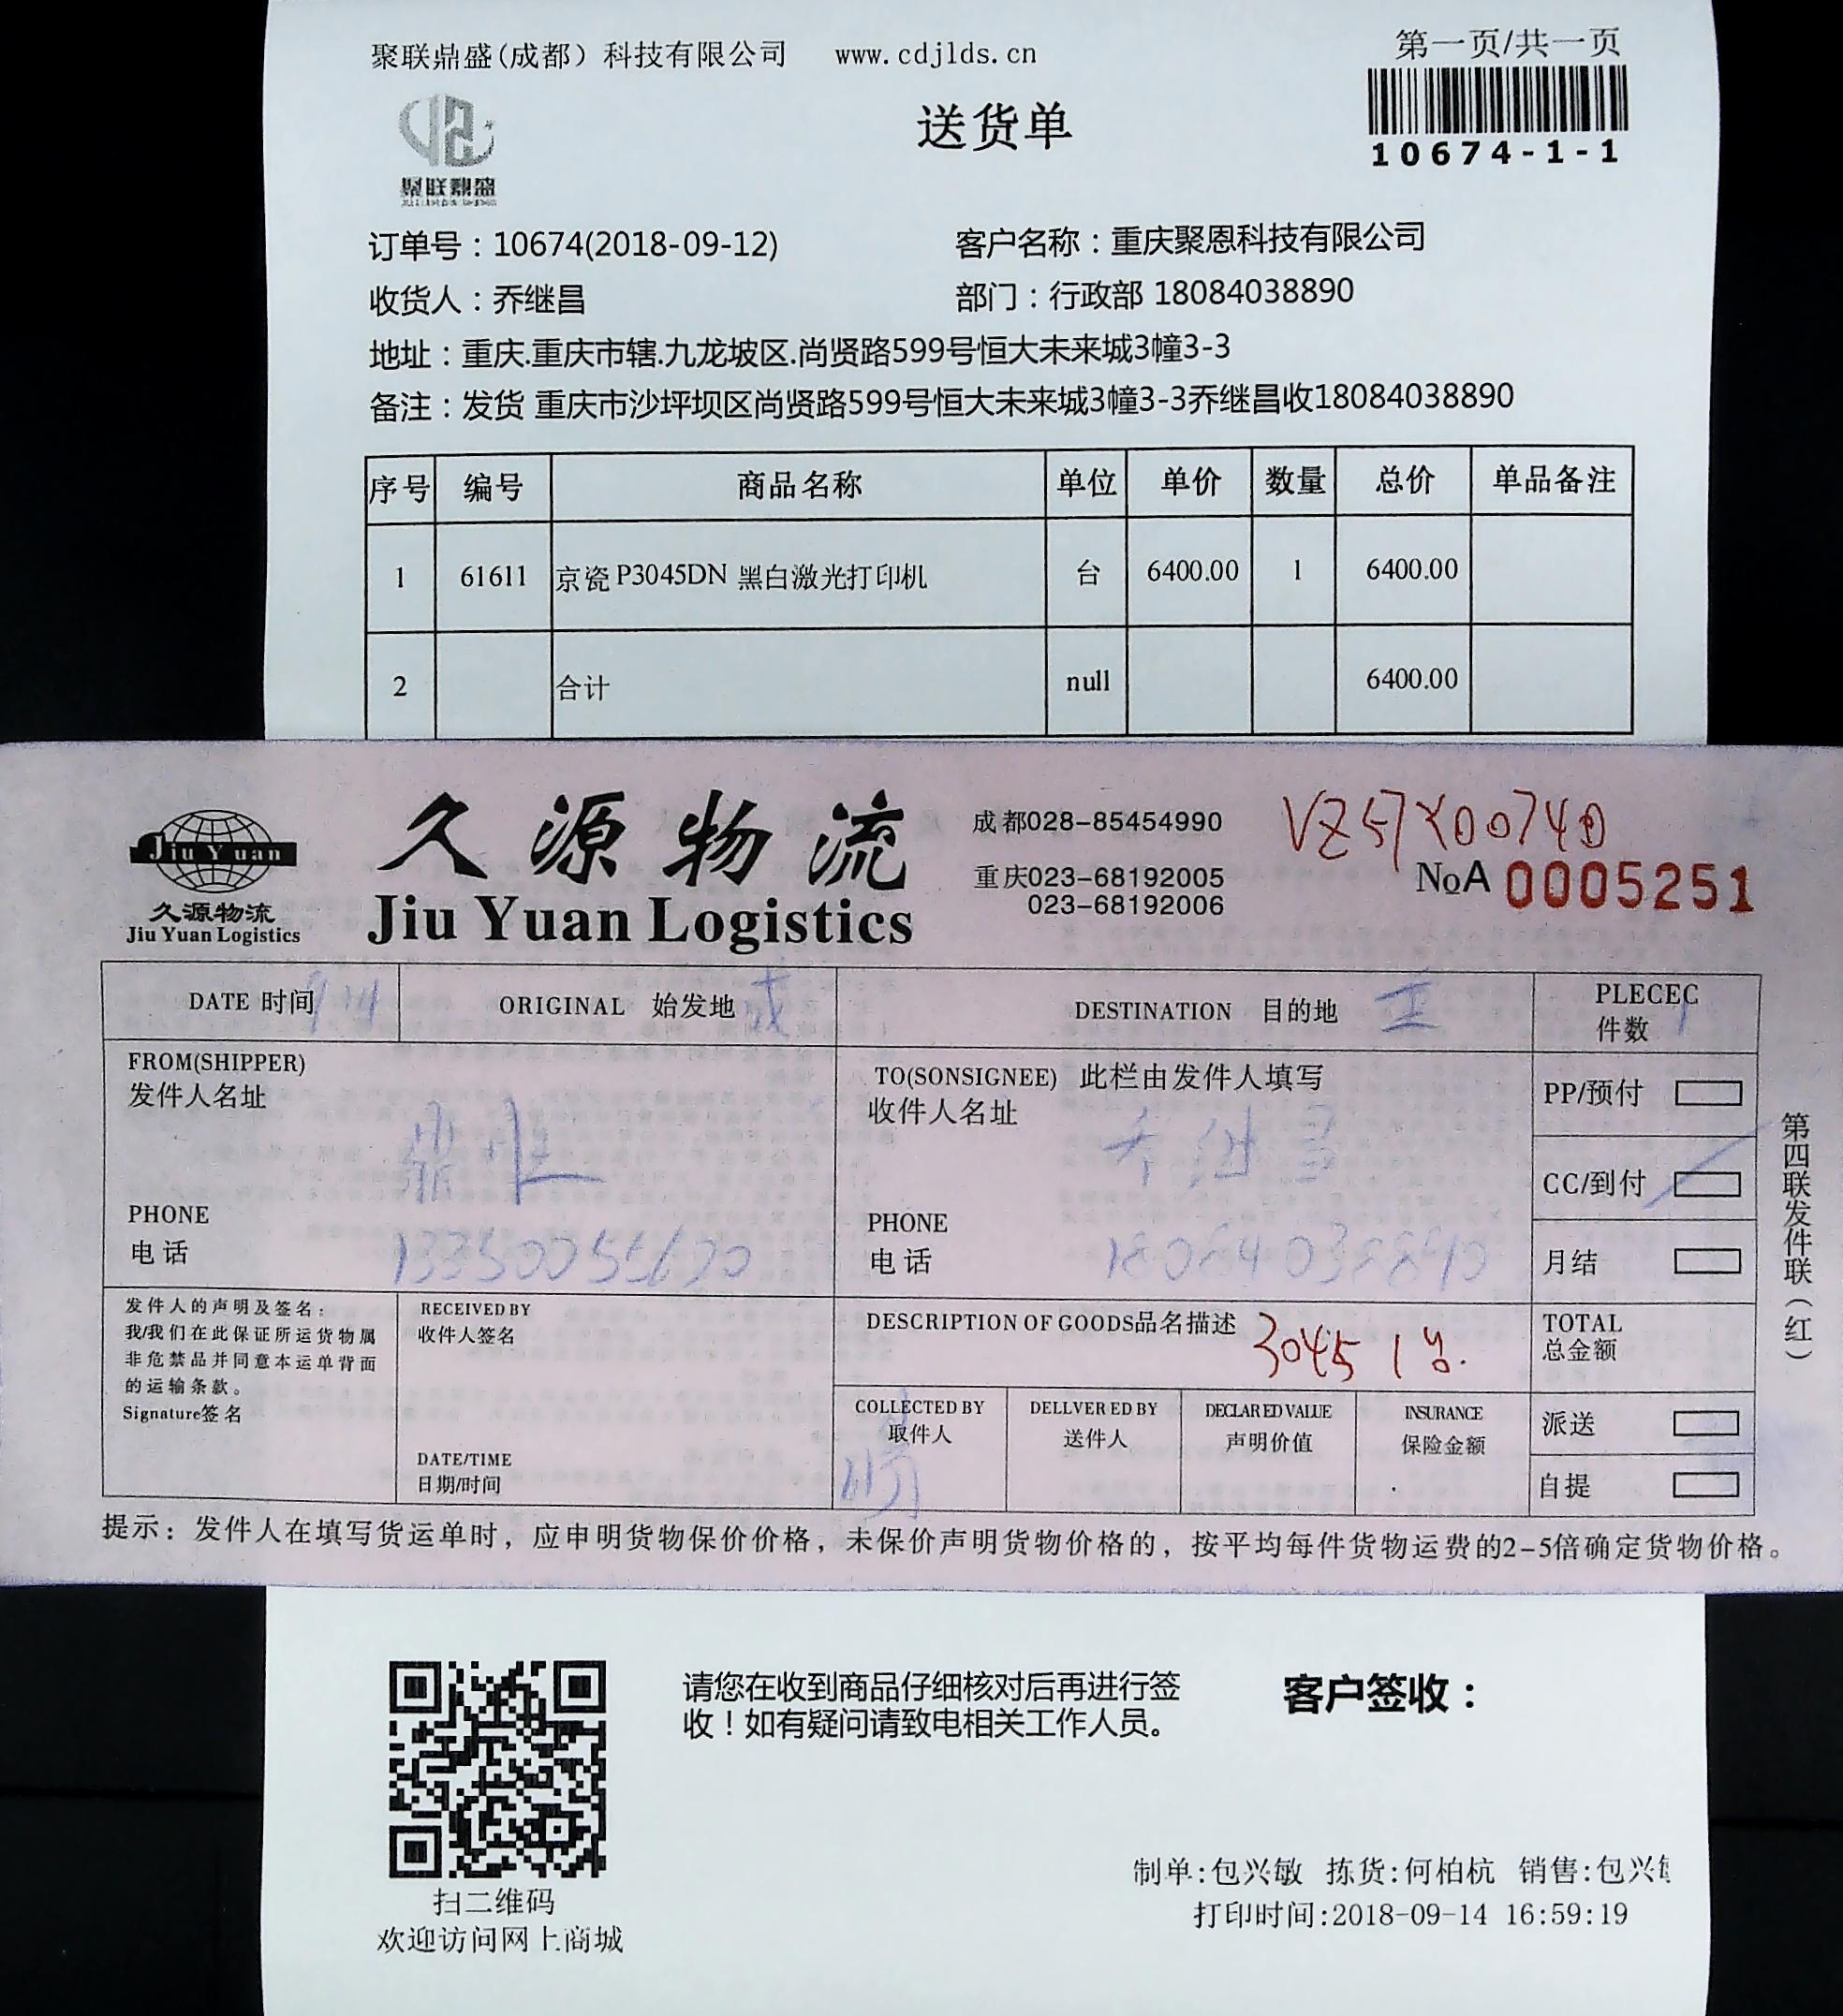 聚联鼎盛(成都）科技有限公司 www.cdjlds.cn
第一页/共一页
送货单
10674-1-1
聚联鼎盛
订单号：10674(2018-09-12)
客户名称：重庆聚恩科技有限公司
收货人：乔继昌
部门：行政部 18084038890
地址：重庆.重庆市辖.九龙坡区.尚贤路599号恒大未来城3幢3-3
备注：发货 重庆市沙坪坝区尚贤路599号恒大未来城3幢3-3乔继昌收18084038890
序号 编号 商品名称 单位 单价 数量 总价 单品备注
1 61611 京瓷 P3045DN 黑白激光打印机 台 6400.00 1 6400.00
2 合计 null 6400.00
Jiu Yuan
久源物流
Jiu Yuan Logistics
久源物流
Jiu Yuan Logistics
成都028-85454990
重庆023-68192005
023-68192006
NoA 0005251
DATE 时间 9.14 ORIGINAL 始发地 成 DESTINATION 目的地 PLECEC
件数 1
FROM(SHIPPER)
发件人名址
鼎
PHONE
电话 13350055670
TO(SONSIGNEE) 此栏由发件人填写
收件人名址
乔继昌
PHONE
电话 18084038890
PP/预付
CC/到付
月结
第四联发件联（红）
发件人的声明及签名：
我/我们在此保证所运货物属
非危禁品并同意本运单背面
的运输条款。
Signature签名
RECEIVED BY
收件人签名
DATE/TIME
日期/时间
DESCRIPTION OF GOODS品名描述 3045 1台.
TOTAL
总金额
COLLECTED BY
取件人
DELLVER ED BY
送件人
DECLAR ED VALUE
声明价值
INSURANCE
保险金额
派送
自提
提示：发件人在填写货运单时，应申明货物保价价格，未保价声明货物价格的，按平均每件货物运费的2-5倍确定货物价格。
请您在收到商品仔细核对后再进行签
收！如有疑问请致电相关工作人员。
客户签收：
扫二维码
欢迎访问网上商城
制单:包兴敏 拣货:何柏杭 销售:包兴
打印时间:2018-09-14 16:59:19